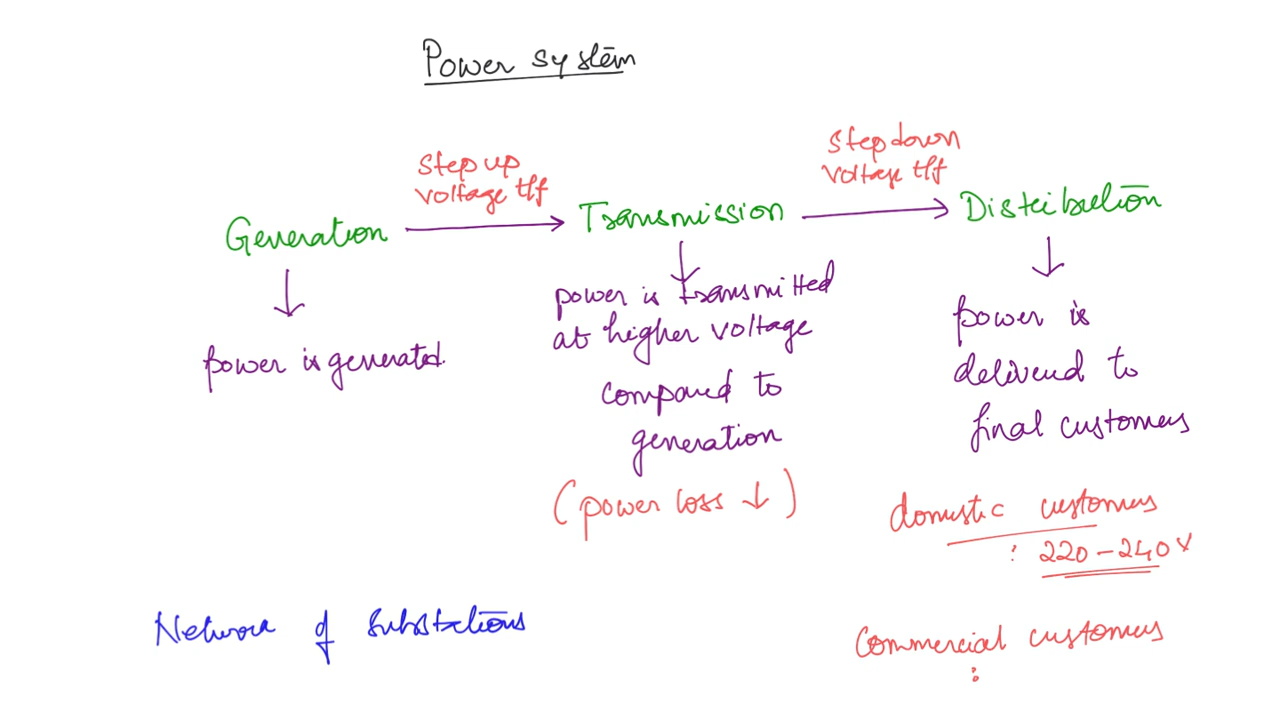 Power system
Step up
voltage t/f
Step down
voltage t/f
Generation
Transmission
Distribution
power is generated.
power is transmitted
at higher voltage
compared to
generation
(power loss ↓)
power is
delivered to
final customers
domestic customers
: 220-240V
Commercial customers
:
Network of substations